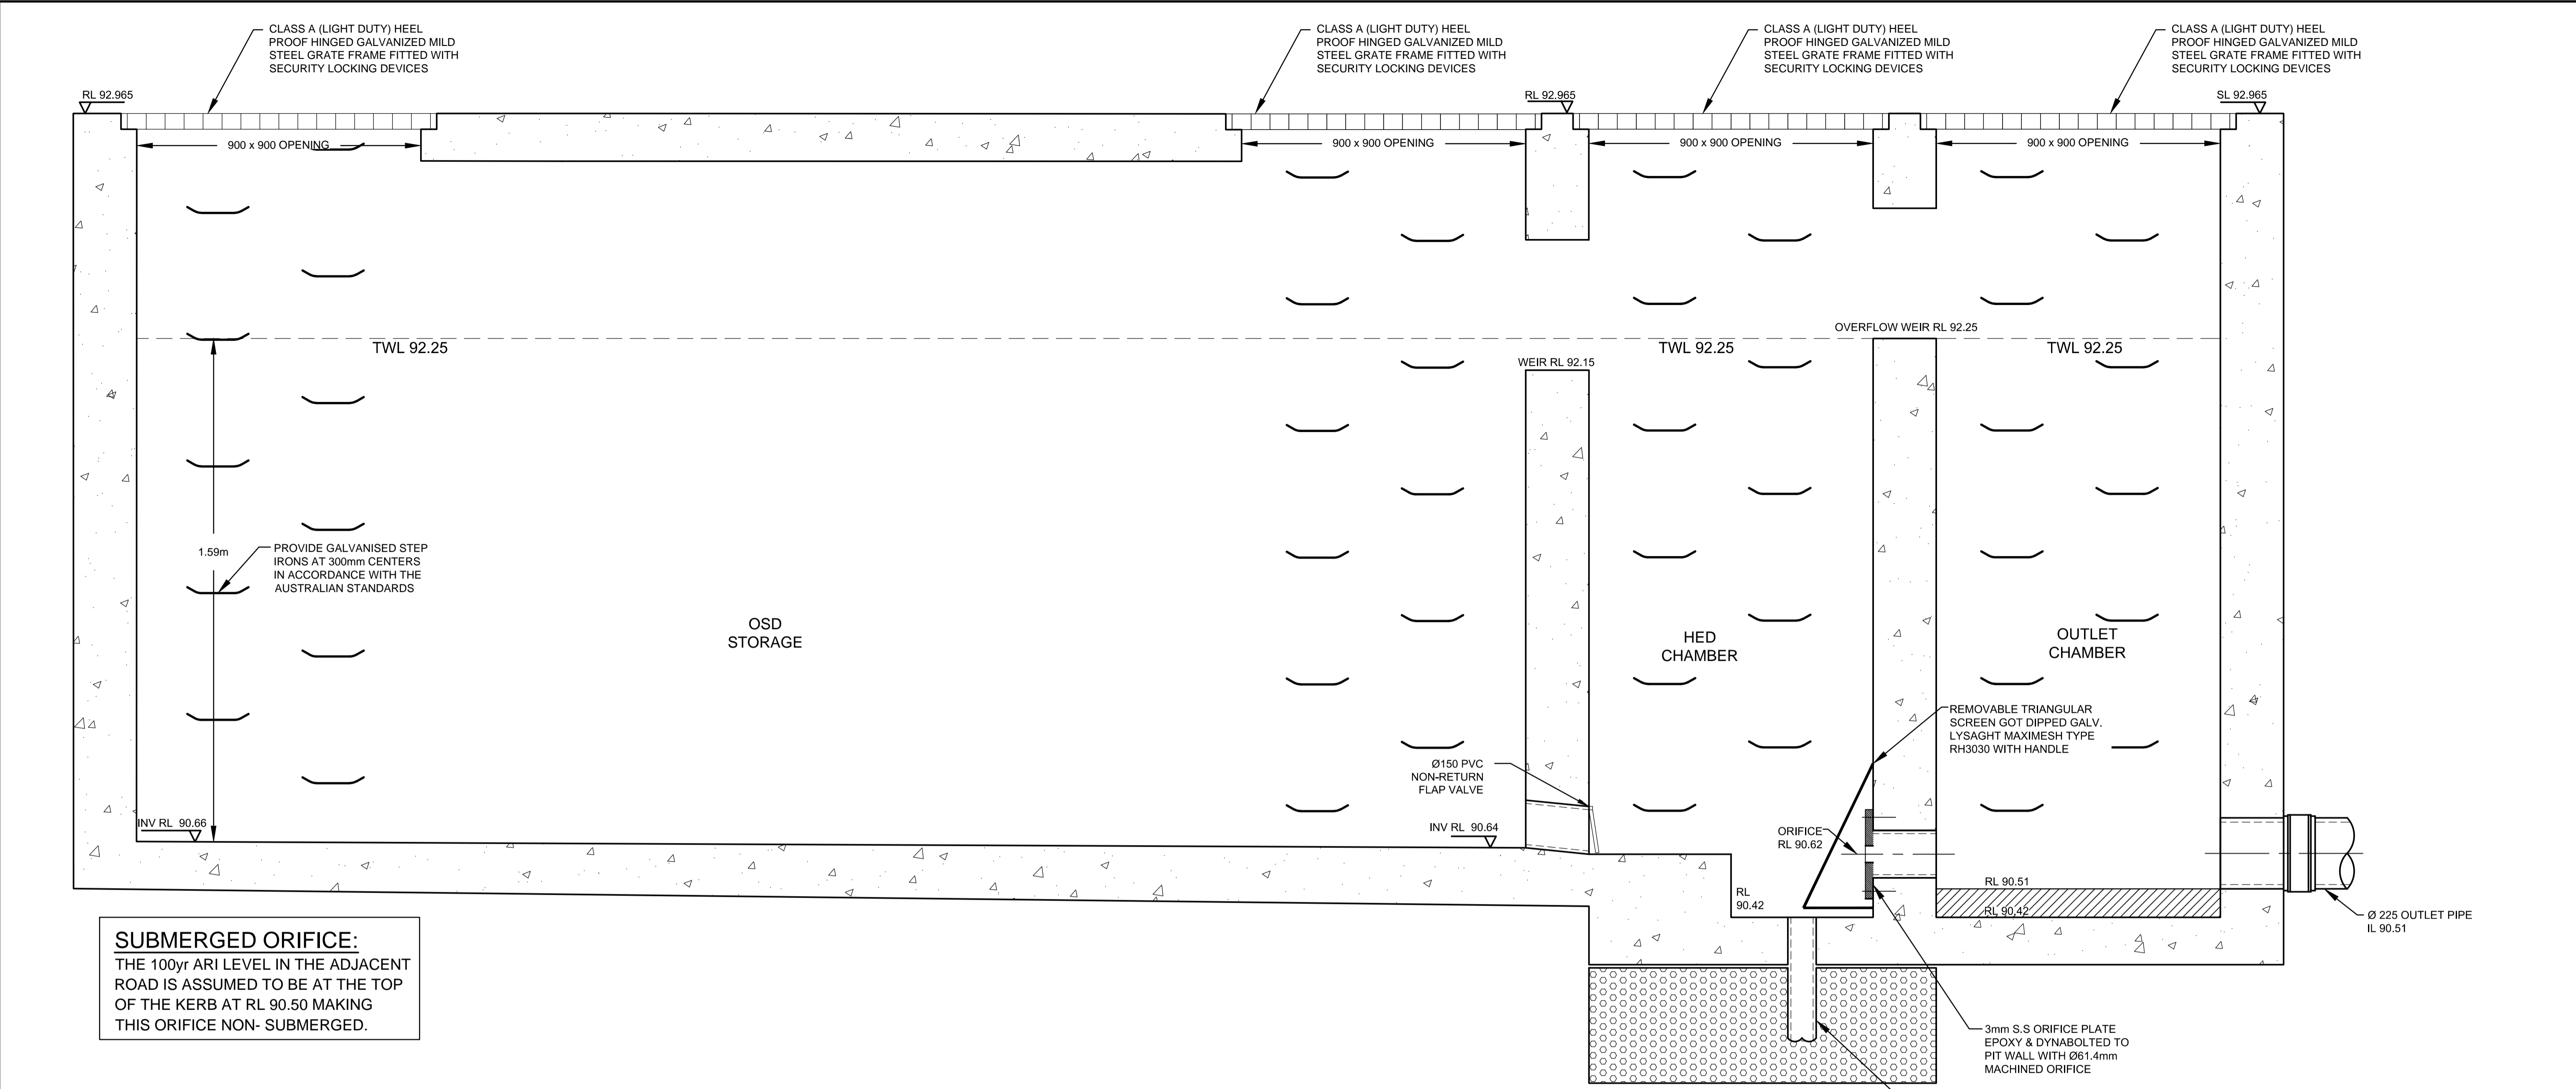 CLASS A (LIGHT DUTY) HEEL
PROOF HINGED GALVANIZED MILD
STEEL GRATE FRAME FITTED WITH
SECURITY LOCKING DEVICES
CLASS A (LIGHT DUTY) HEEL
PROOF HINGED GALVANIZED MILD
STEEL GRATE FRAME FITTED WITH
SECURITY LOCKING DEVICES
CLASS A (LIGHT DUTY) HEEL
PROOF HINGED GALVANIZED MILD
STEEL GRATE FRAME FITTED WITH
SECURITY LOCKING DEVICES
CLASS A (LIGHT DUTY) HEEL
PROOF HINGED GALVANIZED MILD
STEEL GRATE FRAME FITTED WITH
SECURITY LOCKING DEVICES
RL 92.965
RL 92.965
SL 92.965
900 x 900 OPENING
900 x 900 OPENING
900 x 900 OPENING
900 x 900 OPENING
OVERFLOW WEIR RL 92.25
TWL 92.25
TWL 92.25
TWL 92.25
WEIR RL 92.15
1.59m
PROVIDE GALVANISED STEP
IRONS AT 300mm CENTERS
IN ACCORDANCE WITH THE
AUSTRALIAN STANDARDS
OSD
STORAGE
HED
CHAMBER
OUTLET
CHAMBER
REMOVABLE TRIANGULAR
SCREEN GOT DIPPED GALV.
LYSAGHT MAXIMESH TYPE
RH3030 WITH HANDLE
Ø150 PVC
NON-RETURN
FLAP VALVE
INV RL 90.66
INV RL 90.64
ORIFICE
RL 90.62
RL
90.42
RL 90.51
RL 90.42
Ø 225 OUTLET PIPE
IL 90.51
SUBMERGED ORIFICE:
THE 100yr ARI LEVEL IN THE ADJACENT
ROAD IS ASSUMED TO BE AT THE TOP
OF THE KERB AT RL 90.50 MAKING
THIS ORIFICE NON- SUBMERGED.
3mm S.S ORIFICE PLATE
EPOXY & DYNABOLTED TO
PIT WALL WITH Ø61.4mm
MACHINED ORIFICE